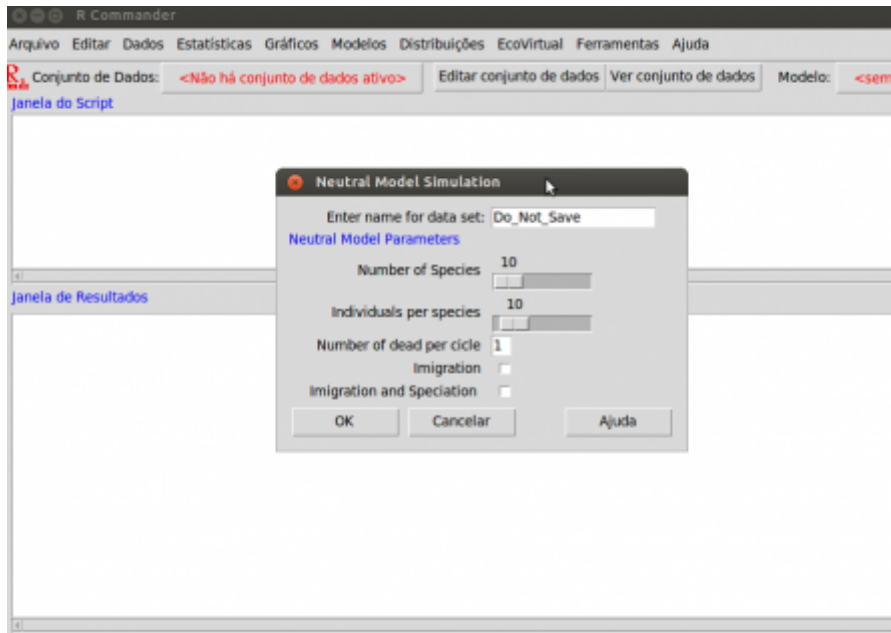 R Commander
Arquivo Editar Dados Estatísticas Gráficos Modelos Distribuições EcoVirtual Ferramentas Ajuda
Conjunto de Dados: <Não há conjunto de dados ativo> Editar conjunto de dados Ver conjunto de dados Modelo: <sem
Janela do Script
Neutral Model Simulation
Enter name for data set: Do_Not_Save
Neutral Model Parameters
10
Number of Species
10
Individuals per species
Number of dead per cicle 1
Imigration
Imigration and Speciation
OK Cancelar Ajuda
Janela de Resultados